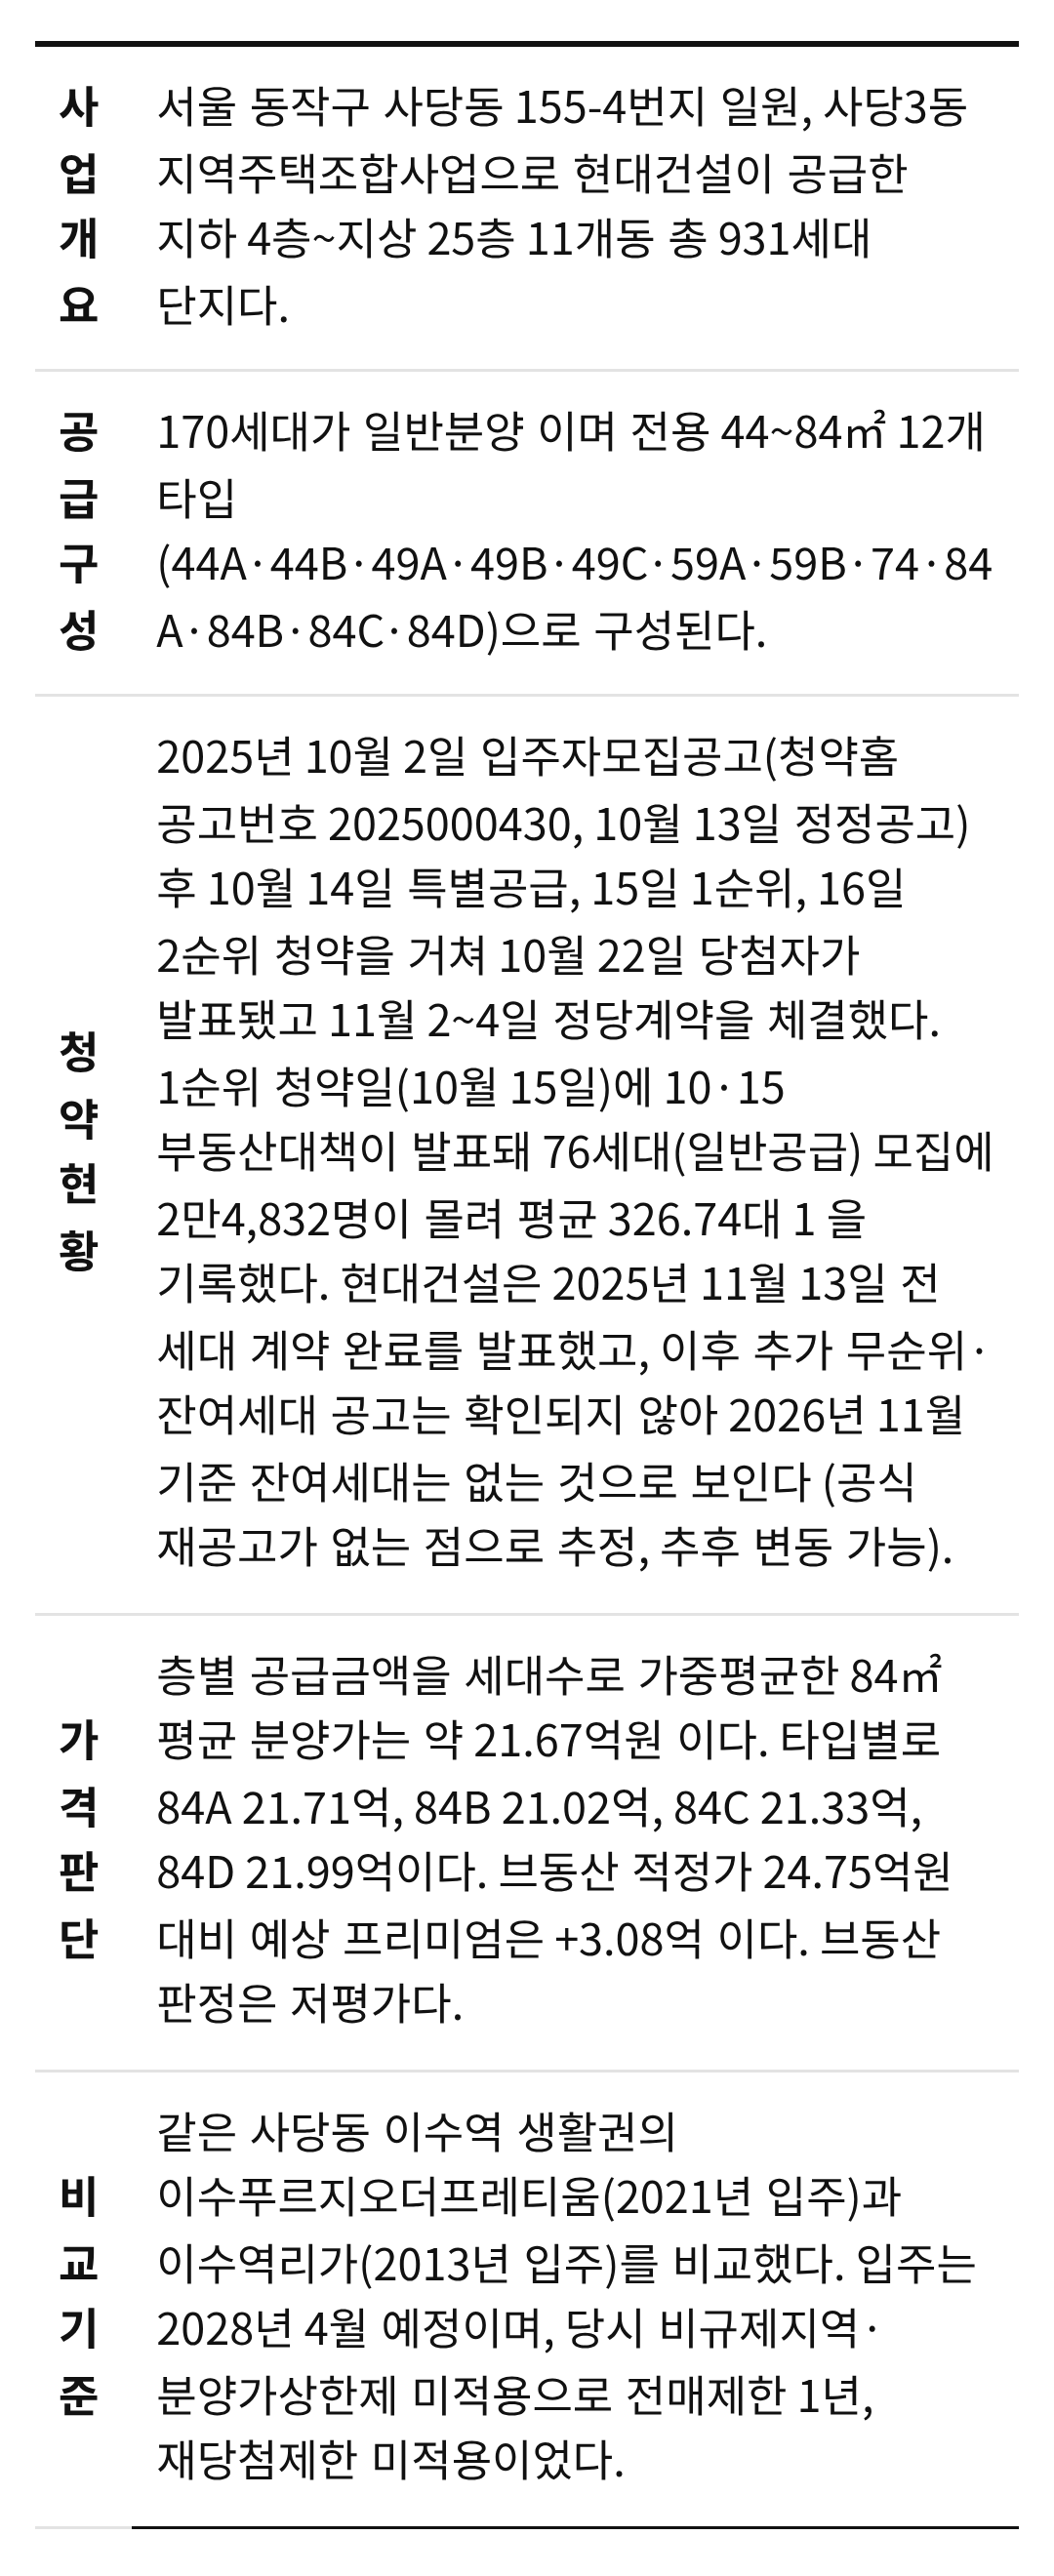 사업개요
서울 동작구 사당동 155-4번지 일원, 사당3동
지역주택조합사업으로 현대건설이 공급한
지하 4층~지상 25층 11개동 총 931세대
단지다.
공급구성
170세대가 일반분양 이며 전용 44~84㎡ 12개
타입
(44A·44B·49A·49B·49C·59A·59B·74·84
A·84B·84C·84D)으로 구성된다.
청약현황
2025년 10월 2일 입주자모집공고(청약홈
공고번호 2025000430, 10월 13일 정정공고)
후 10월 14일 특별공급, 15일 1순위, 16일
2순위 청약을 거쳐 10월 22일 당첨자가
발표됐고 11월 2~4일 정당계약을 체결했다.
1순위 청약일(10월 15일)에 10·15
부동산대책이 발표돼 76세대(일반공급) 모집에
2만4,832명이 몰려 평균 326.74대 1 을
기록했다. 현대건설은 2025년 11월 13일 전
세대 계약 완료를 발표했고, 이후 추가 무순위·
잔여세대 공고는 확인되지 않아 2026년 11월
기준 잔여세대는 없는 것으로 보인다 (공식
재공고가 없는 점으로 추정, 추후 변동 가능).
가격판단
층별 공급금액을 세대수로 가중평균한 84㎡
평균 분양가는 약 21.67억원 이다. 타입별로
84A 21.71억, 84B 21.02억, 84C 21.33억,
84D 21.99억이다. 브동산 적정가 24.75억원
대비 예상 프리미엄은 +3.08억 이다. 브동산
판정은 저평가다.
비교기준
같은 사당동 이수역 생활권의
이수푸르지오더프레티움(2021년 입주)과
이수역리가(2013년 입주)를 비교했다. 입주는
2028년 4월 예정이며, 당시 비규제지역·
분양가상한제 미적용으로 전매제한 1년,
재당첨제한 미적용이었다.